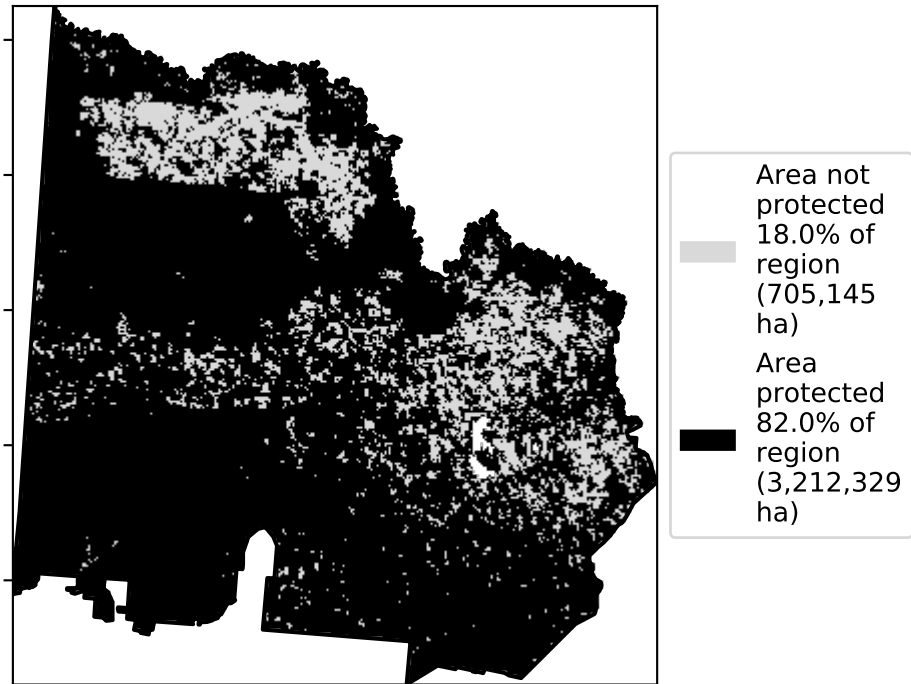 Area not
protected
18.0% of
region
(705,145
ha)
Area
protected
82.0% of
region
(3,212,329
ha)